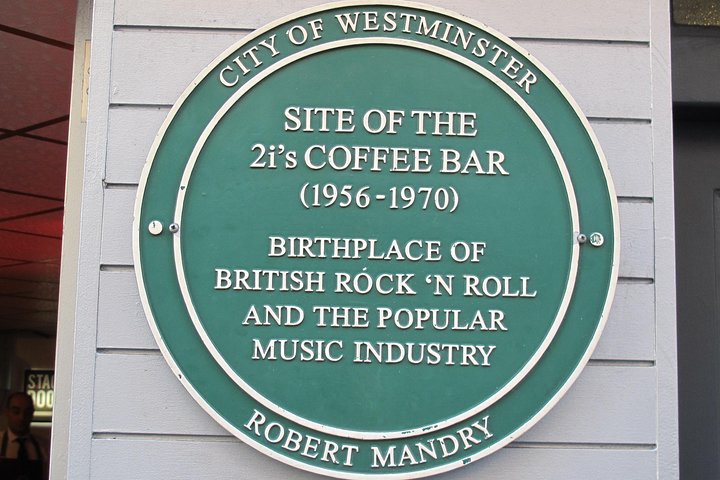 CITY OF WESTMINSTER
SITE OF THE
2i's COFFEE BAR
(1956-1970)
BIRTHPLACE OF
BRITISH ROCK 'N ROLL
AND THE POPULAR
MUSIC INDUSTRY
ROBERT MANDRY